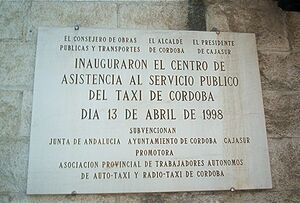 EL CONSEJERO DE OBRAS EL ALCALDE EL PRESIDENTE
PUBLICAS Y TRANSPORTES DE CORDOBA DE CAJASUR
INAUGURARON EL CENTRO DE
ASISTENCIA AL SERVICIO PUBLICO
DEL TAXI DE CORDOBA
DIA 13 DE ABRIL DE 1998
SUBVENCIONAN
JUNTA DE ANDALUCIA AYUNTAMIENTO DE CORDOBA CAJASUR
PROMOTORA
ASOCIACION PROVINCIAL DE TRABAJADORES AUTONOMOS
DE AUTO-TAXI Y RADIO-TAXI DE CORDOBA